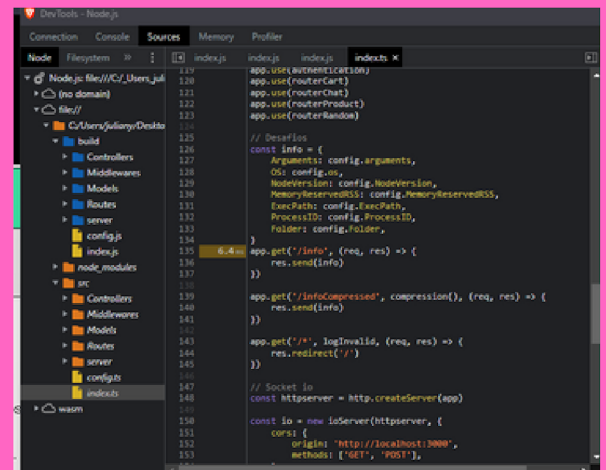 DevTools - Node.js
Connection Console Sources Memory Profiler
Node Filesystem » ⋮ index.js index.js index.js index.ts ×
Node.js: file:///C:/_Users_juli
(no domain)
file://
C:/Users/juliany/Deskto
build
Controllers
Middlewares
Models
Routes
server
config.js
index.js
node_modules
src
Controllers
Middlewares
Models
Routes
server
config.ts
index.ts
wasm
119 app.use(authentication)
120 app.use(routerCart)
121 app.use(routerChat)
122 app.use(routerProduct)
123 app.use(routerRandom)
124
125 // Desafios
126 const info = {
127 Arguments: config.arguments,
128 OS: config.os,
129 NodeVersion: config.NodeVersion,
130 MemoryReservedRSS: config.MemoryReservedRSS,
131 ExecPath: config.ExecPath,
132 ProcessID: config.ProcessID,
133 Folder: config.Folder,
134 }
135 6.4 ms app.get('/info', (req, res) => {
136 res.send(info)
137 })
138
139 app.get('/infoCompressed', compression(), (req, res) => {
140 res.send(info)
141 })
142
143 app.get('/*', logInvalid, (req, res) => {
144 res.redirect('/')
145 })
146
147 // Socket io
148 const httpserver = http.createServer(app)
149
150 const io = new ioServer(httpserver, {
151 cors: {
152 origin: 'http://localhost:3000',
153 methods: ['GET', 'POST'],